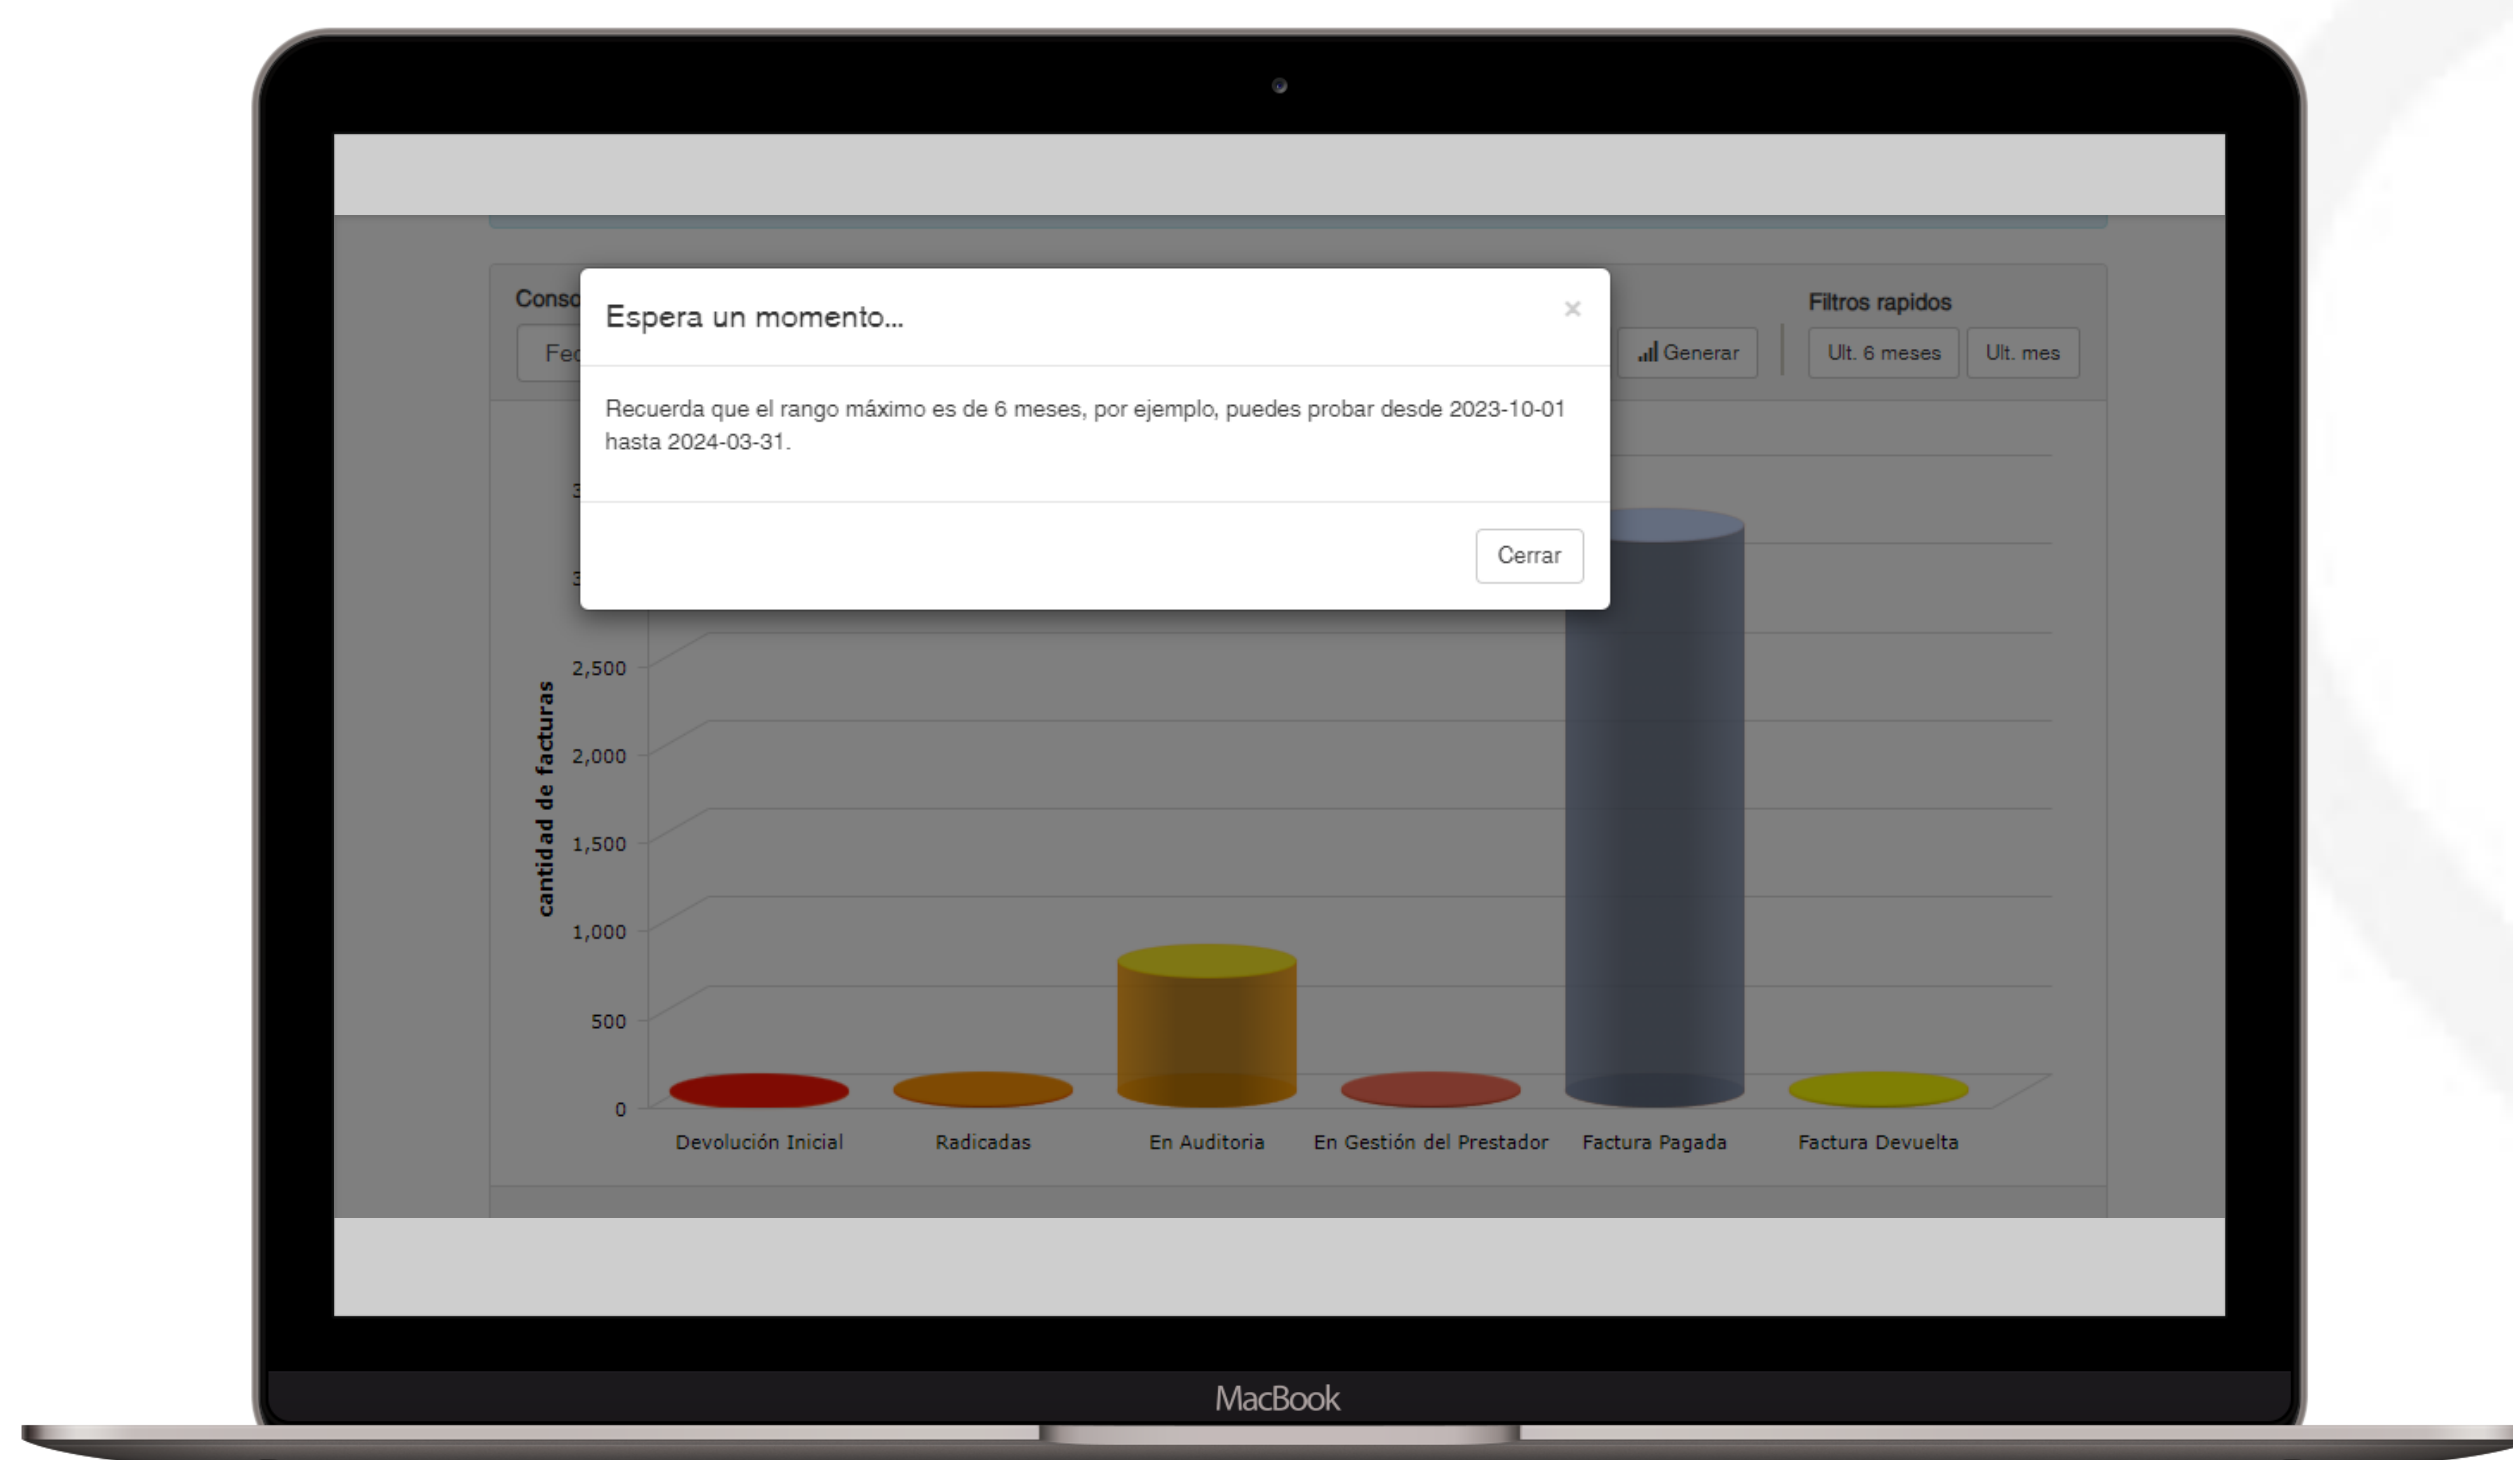 Espera un momento...
×
Recuerda que el rango máximo es de 6 meses, por ejemplo, puedes probar desde 2023-10-01
hasta 2024-03-31.
Cerrar
Filtros rapidos
Generar
Ult. 6 meses
Ult. mes
cantidad de facturas
2,500
2,000
1,500
1,000
500
0
Devolución Inicial
Radicadas
En Auditoria
En Gestión del Prestador
Factura Pagada
Factura Devuelta
MacBook